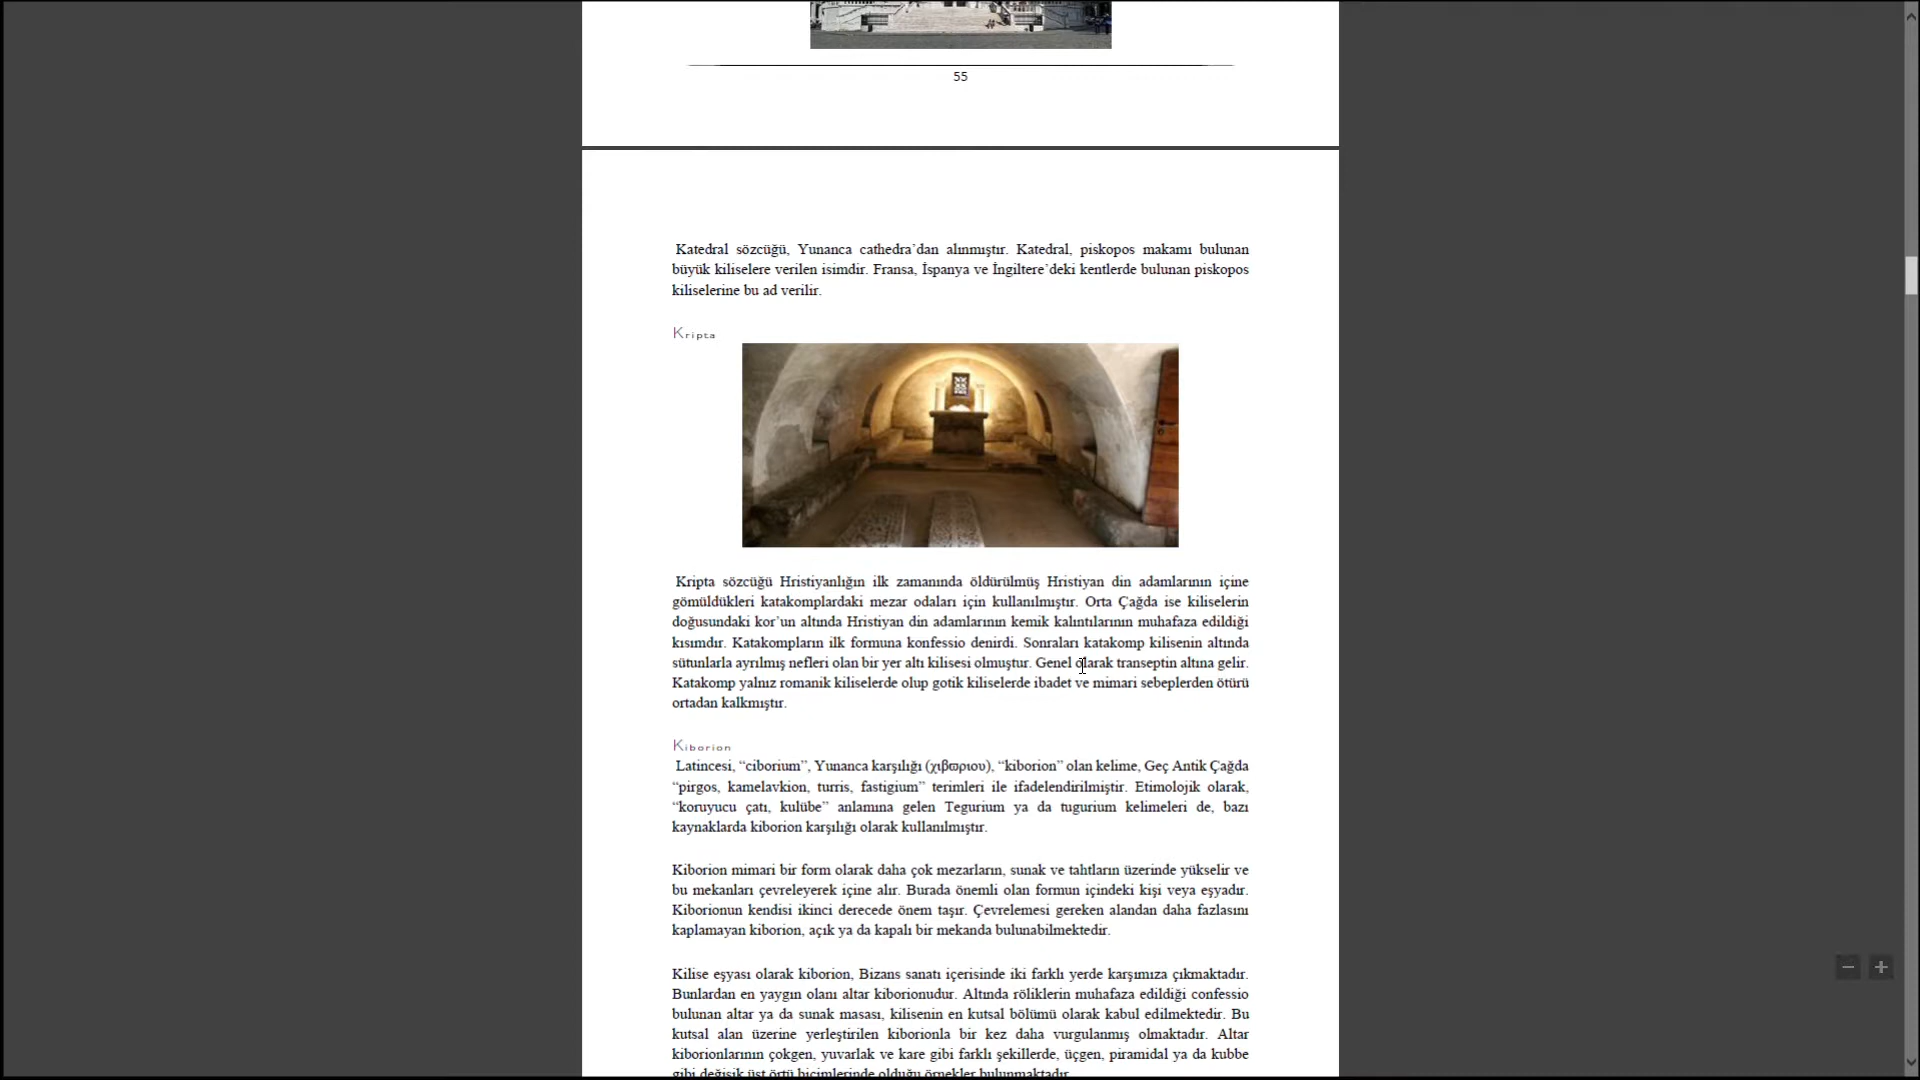 55
Katedral sözcüğü, Yunanca cathedra’dan alınmıştır. Katedral, piskopos makamı bulunan
büyük kiliselere verilen isimdir. Fransa, İspanya ve İngiltere’deki kentlerde bulunan piskopos
kiliselerine bu ad verilir.
Kripta
Kripta sözcüğü Hristiyanlığın ilk zamanında öldürülmüş Hristiyan din adamlarının içine
gömüldükleri katakomplardaki mezar odaları için kullanılmıştır. Orta Çağda ise kiliselerin
doğusundaki kor’un altında Hristiyan din adamlarının kemik kalıntılarının muhafaza edildiği
kısımdır. Katakompların ilk formuna konfessio denirdi. Sonraları katakomp kilisenin altında
sütunlarla ayrılmış nefleri olan bir yer altı kilisesi olmuştur. Genel olarak transeptin altına gelir.
Katakomp yalnız romanik kiliselerde olup gotik kiliselerde ibadet ve mimari sebeplerden ötürü
ortadan kalkmıştır.
Kiborion
Latincesi, “ciborium”, Yunanca karşılığı (χιβϖριου), “kiborion” olan kelime, Geç Antik Çağda
“pirgos, kamelavkion, turris, fastigium” terimleri ile ifadelendirilmiştir. Etimolojik olarak,
“koruyucu çatı, kulübe” anlamına gelen Tegurium ya da tugurium kelimeleri de, bazı
kaynaklarda kiborion karşılığı olarak kullanılmıştır.
Kiborion mimari bir form olarak daha çok mezarların, sunak ve tahtların üzerinde yükselir ve
bu mekanları çevreleyerek içine alır. Burada önemli olan formun içindeki kişi veya eşyadır.
Kiborionun kendisi ikinci derecede önem taşır. Çevrelemesi gereken alandan daha fazlasını
kaplamayan kiborion, açık ya da kapalı bir mekanda bulunabilmektedir.
Kilise eşyası olarak kiborion, Bizans sanatı içerisinde iki farklı yerde karşımıza çıkmaktadır.
Bunlardan en yaygın olanı altar kiborionudur. Altında röliklerin muhafaza edildiği confessio
bulunan altar ya da sunak masası, kilisenin en kutsal bölümü olarak kabul edilmektedir. Bu
kutsal alan üzerine yerleştirilen kiborionla bir kez daha vurgulanmış olmaktadır. Altar
kiborionlarının çokgen, yuvarlak ve kare gibi farklı şekillerde, üçgen, piramidal ya da kubbe
gibi değişik üst örtü biçimlerinde olduğu örnekler bulunmaktadır.